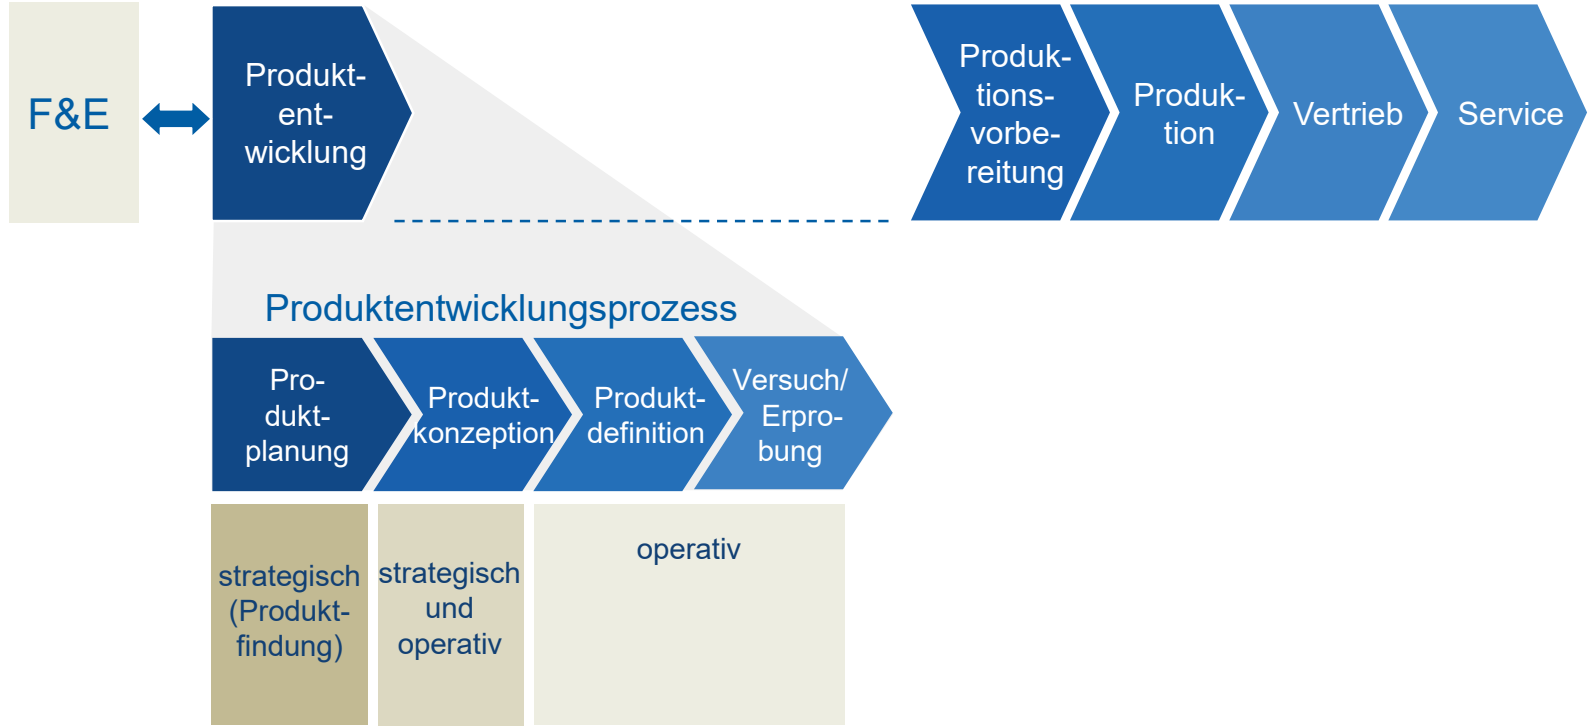 F&E
Produkt-
ent-
wicklung
Produk-
tions-
vorbe-
reitung
Produk-
tion
Vertrieb
Service
Produktentwicklungsprozess
Pro-
dukt-
planung
Produkt-
konzeption
Produkt-
definition
Versuch/
Erpro-
bung
strategisch
(Produkt-
findung)
strategisch
und
operativ
operativ